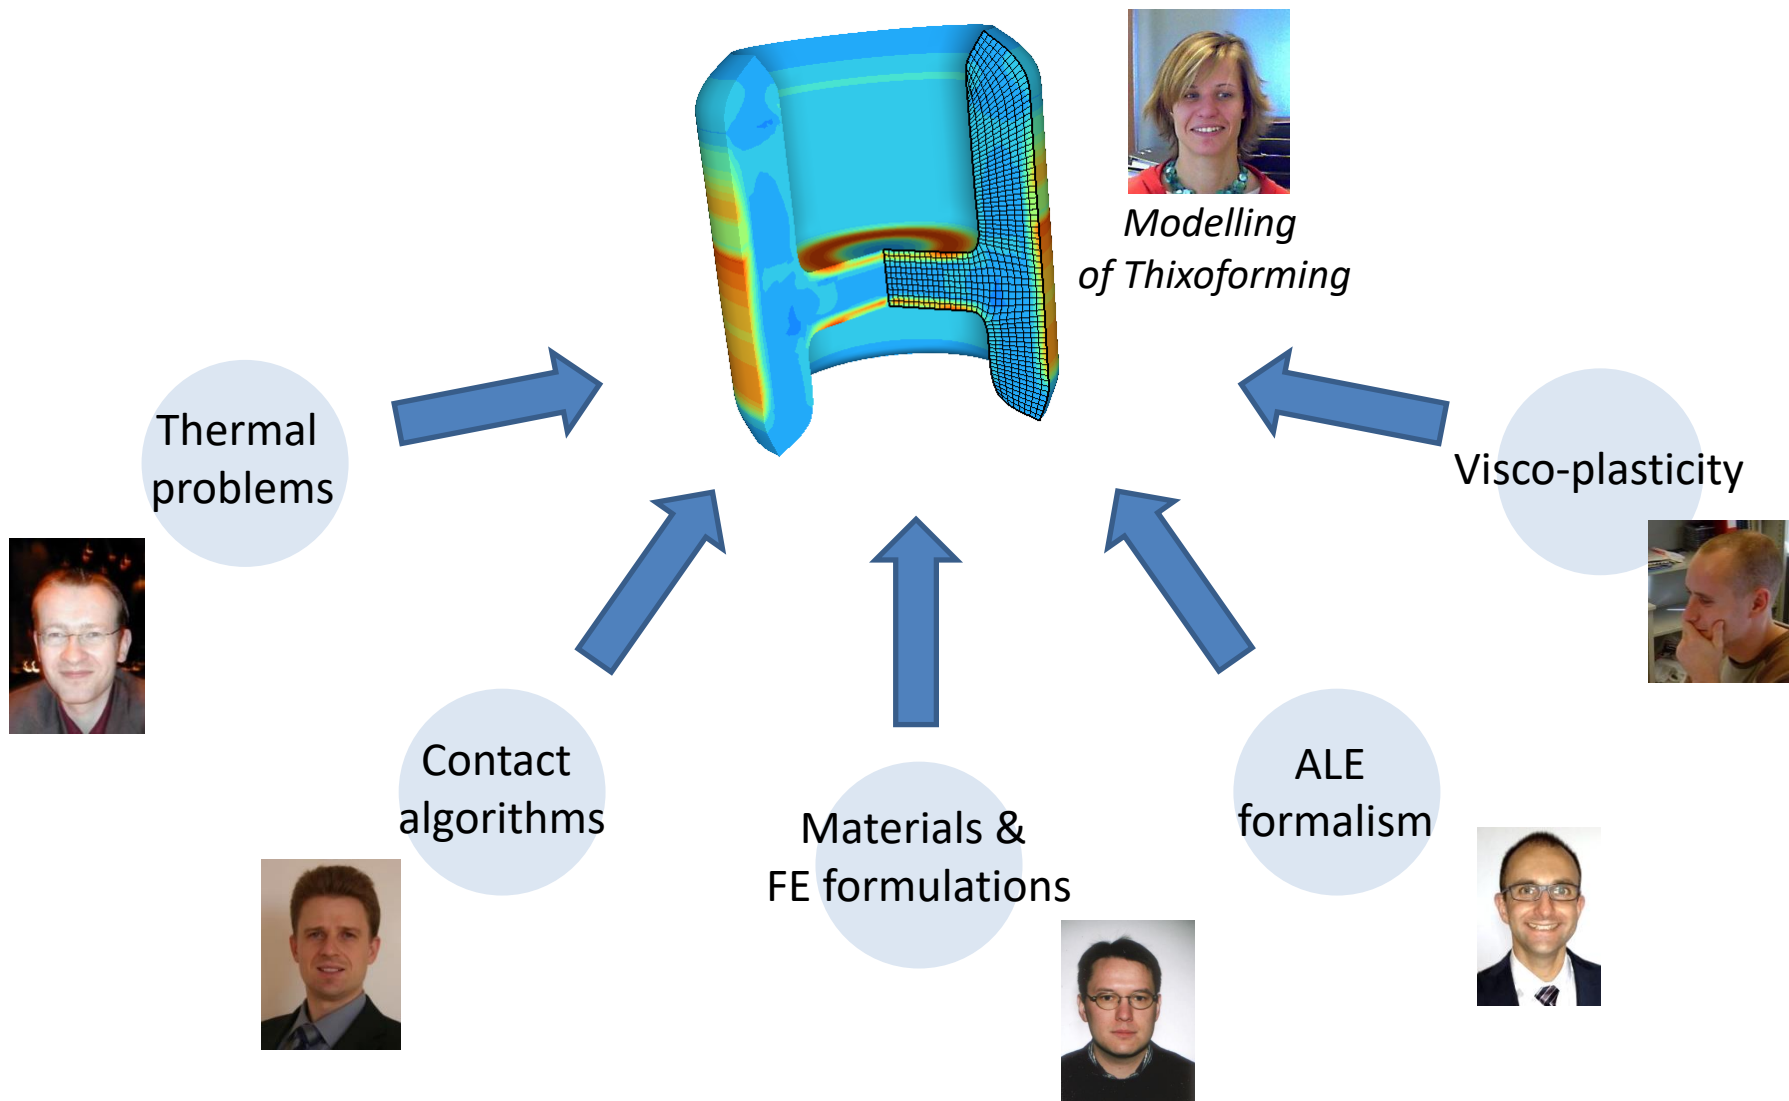 Modelling
of Thixoforming
Thermal
problems
Visco-plasticity
Contact
algorithms
Materials &
FE formulations
ALE
formalism